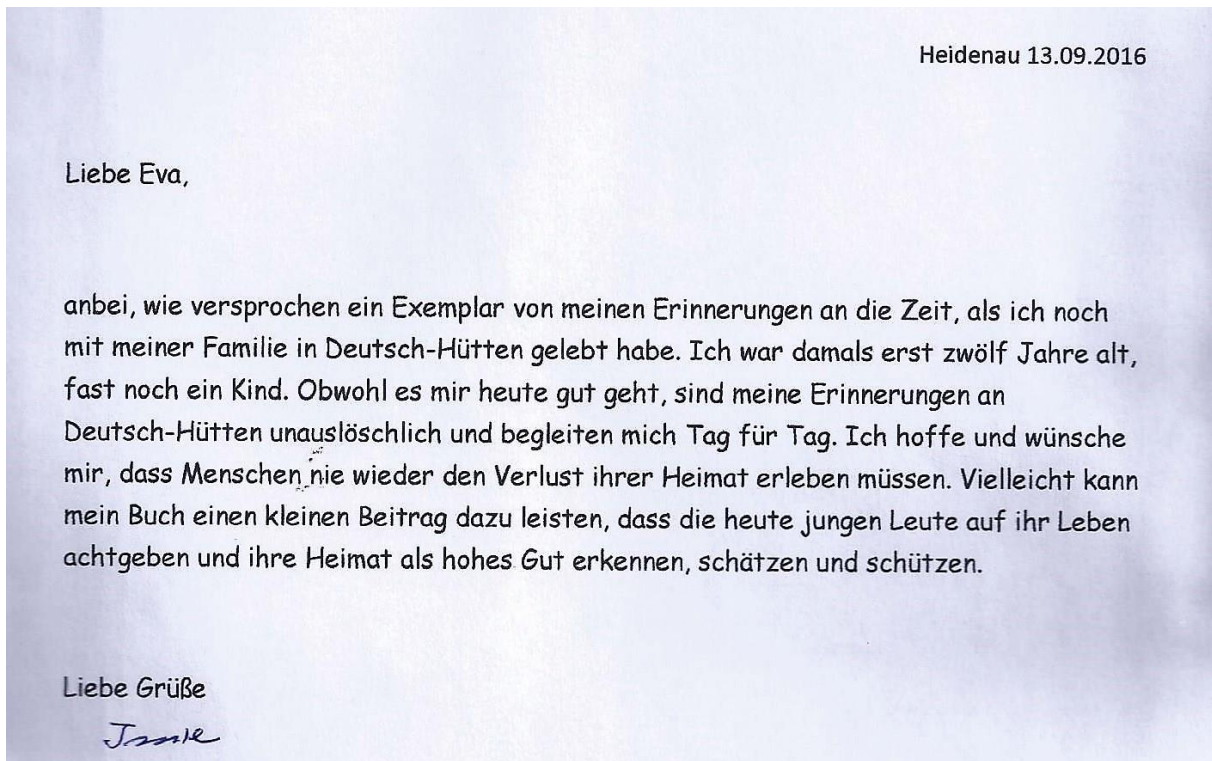 Heidenau 13.09.2016
Liebe Eva,
anbei, wie versprochen ein Exemplar von meinen Erinnerungen an die Zeit, als ich noch
mit meiner Familie in Deutsch-Hütten gelebt habe. Ich war damals erst zwölf Jahre alt,
fast noch ein Kind. Obwohl es mir heute gut geht, sind meine Erinnerungen an
Deutsch-Hütten unauslöschlich und begleiten mich Tag für Tag. Ich hoffe und wünsche
mir, dass Menschen nie wieder den Verlust ihrer Heimat erleben müssen. Vielleicht kann
mein Buch einen kleinen Beitrag dazu leisten, dass die heute jungen Leute auf ihr Leben
achtgeben und ihre Heimat als hohes Gut erkennen, schätzen und schützen.
Liebe Grüße